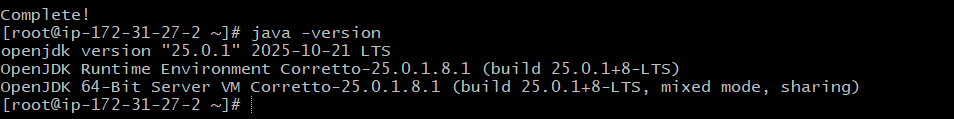 Complete!
[root@ip-172-31-27-2 ~]# java -version
openjdk version "25.0.1" 2025-10-21 LTS
OpenJDK Runtime Environment Corretto-25.0.1.8.1 (build 25.0.1+8-LTS)
OpenJDK 64-Bit Server VM Corretto-25.0.1.8.1 (build 25.0.1+8-LTS, mixed mode, sharing)
[root@ip-172-31-27-2 ~]#